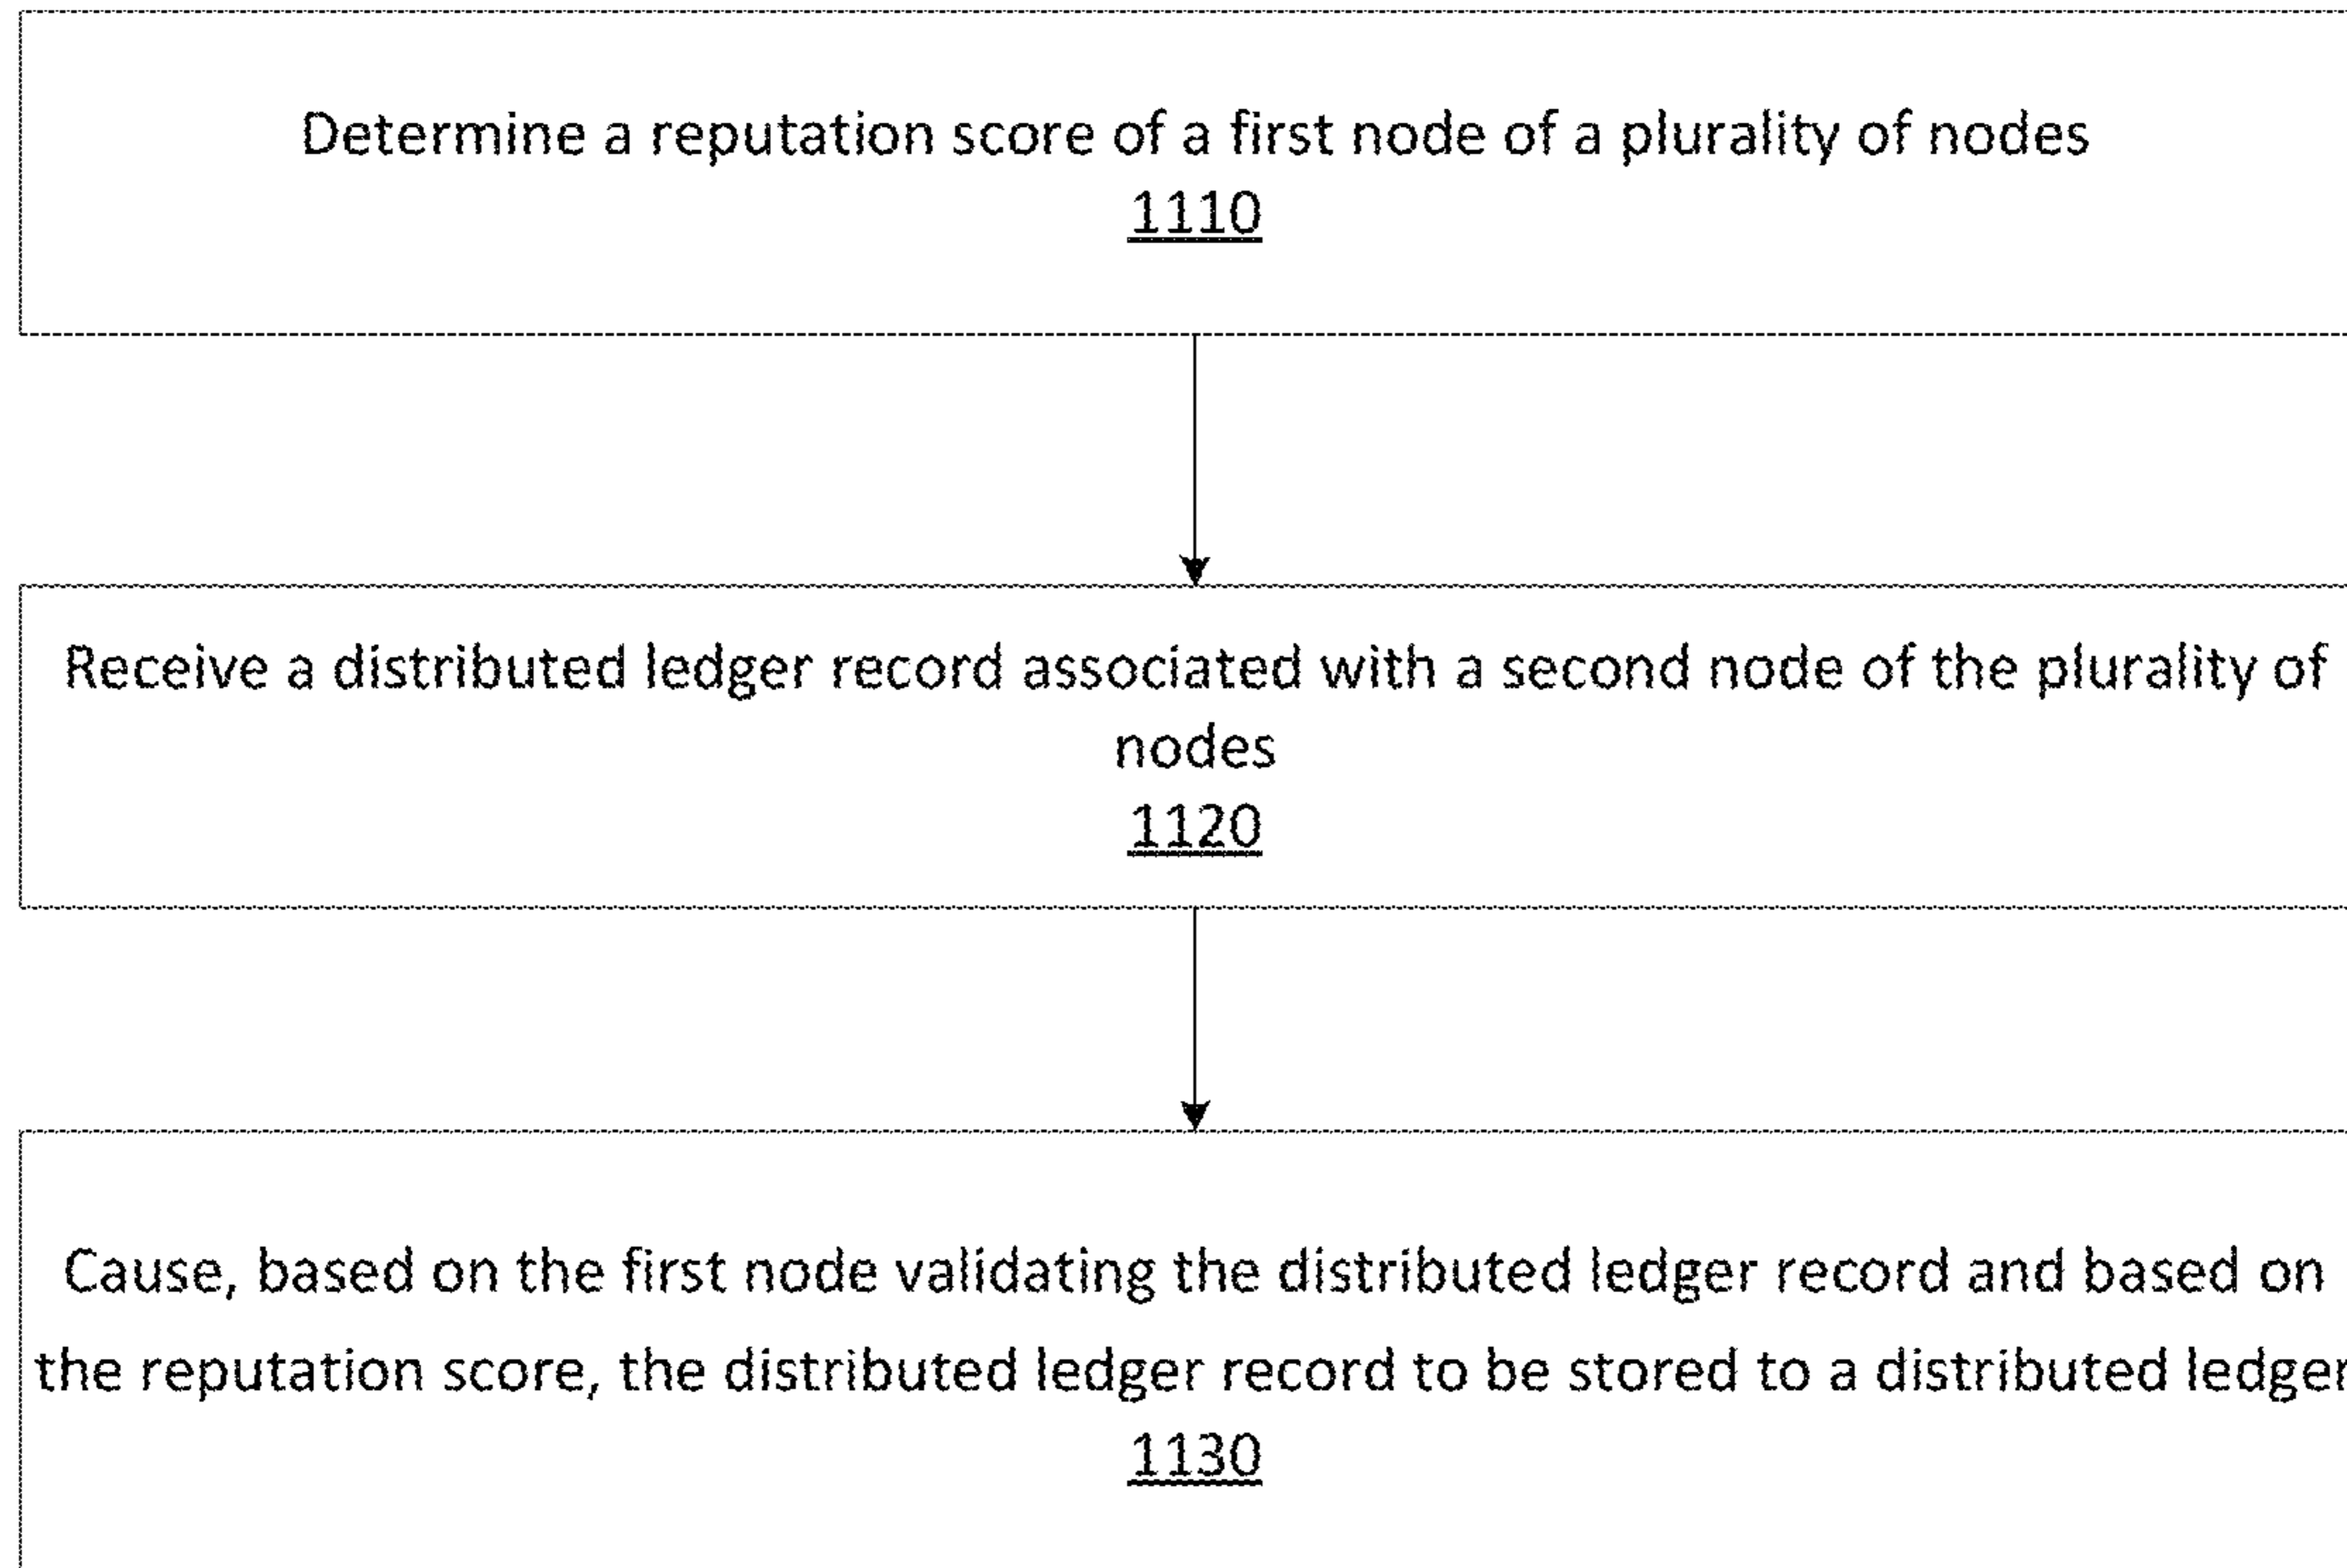 Determine a reputation score of a first node of a plurality of nodes
1110
Receive a distributed ledger record associated with a second node of the plurality of
nodes
1120
Cause, based on the first node validating the distributed ledger record and based on
the reputation score, the distributed ledger record to be stored to a distributed ledger
1130